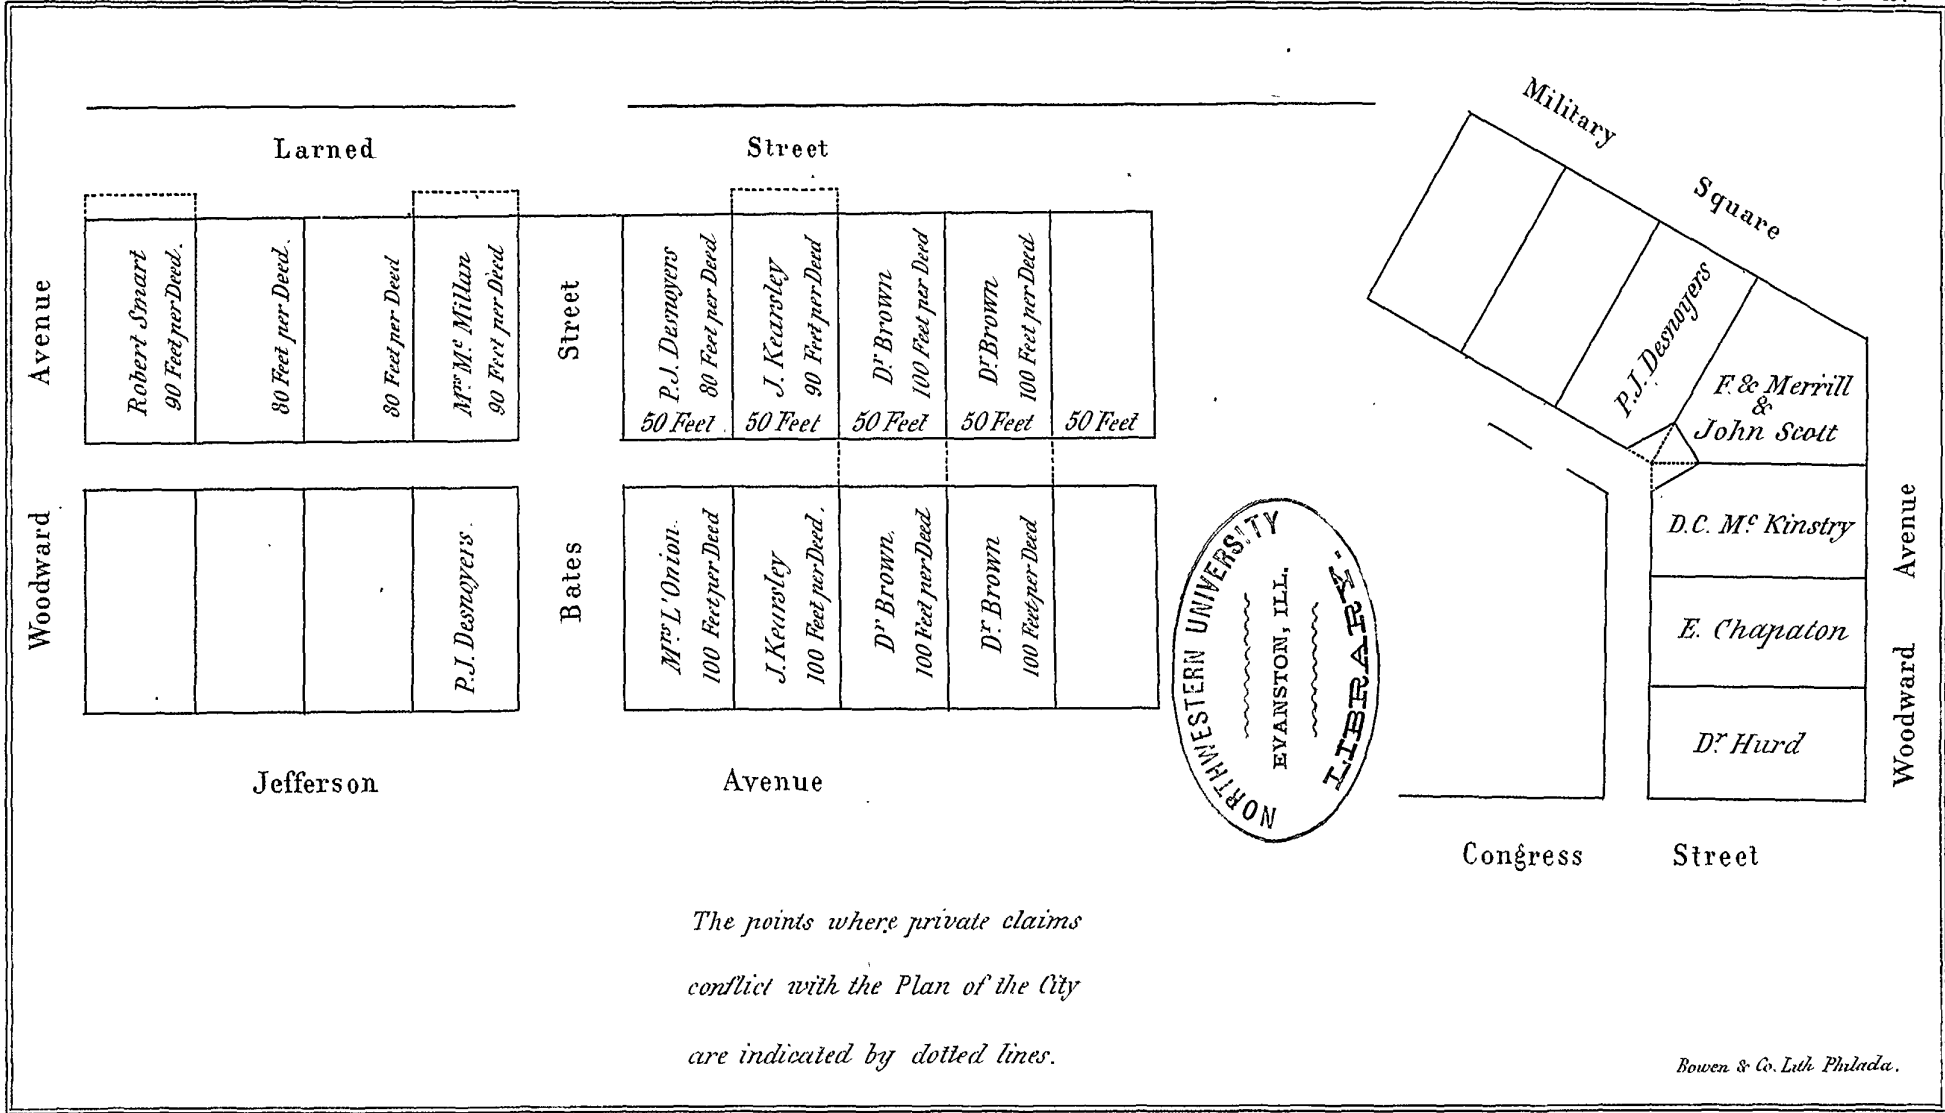 Larned Street
Military Square
Woodward Avenue
Robert Smart
90 Feet per Deed.
80 Feet per Deed.
80 Feet per Deed
Mrs Mc Millan
90 Feet per Deed
Bates Street
P.J. Desnoyers
80 Feet per Deed
50 Feet
J. Kearsley
90 Feet per Deed
50 Feet
Dr Brown
100 Feet per Deed
50 Feet
Dr Brown
100 Feet per Deed
50 Feet
50 Feet
P.J. Desnoyers
Mrs L'Onion
100 Feet per Deed
J. Kearsley
100 Feet per Deed.
Dr Brown.
100 Feet per Deed
Dr Brown
100 Feet per Deed
Jefferson Avenue
NORTHWESTERN UNIVERSITY
EVANSTON, ILL.
LIBRARY.
P.J. Desnoyers
F. & Merrill
&
John Scott
D.C. Mc Kinstry
E. Chapaton
Dr Hurd
Woodward Avenue
Congress Street
The points where private claims
conflict with the Plan of the City
are indicated by dotted lines.
Bowen & Co. Lith Philada.